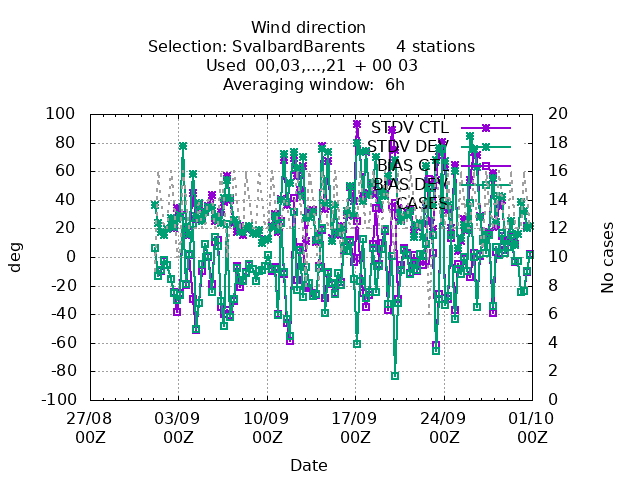 Wind direction
Selection: SvalbardBarents 4 stations
Used 00,03,...,21 + 00 03
Averaging window: 6h
100 20
STDV CTL
80 18
STDV DEV
60 16
BIAS CTL
BIAS DEV
40 14
CASES
20 12
deg 0 10 No cases
-20 8
-40 6
-60 4
-80 2
-100 0
27/08 03/09 10/09 17/09 24/09 01/10
00Z 00Z 00Z 00Z 00Z 00Z
Date